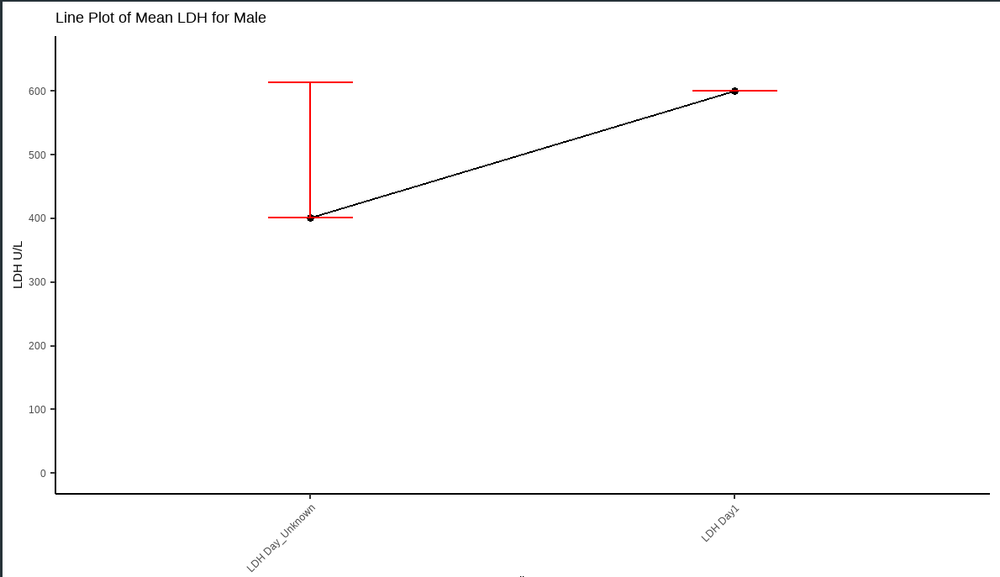 Line Plot of Mean LDH for Male
600
500
400
300
200
100
0
LDH U/L
LDH Day_Unknown
LDH Day1